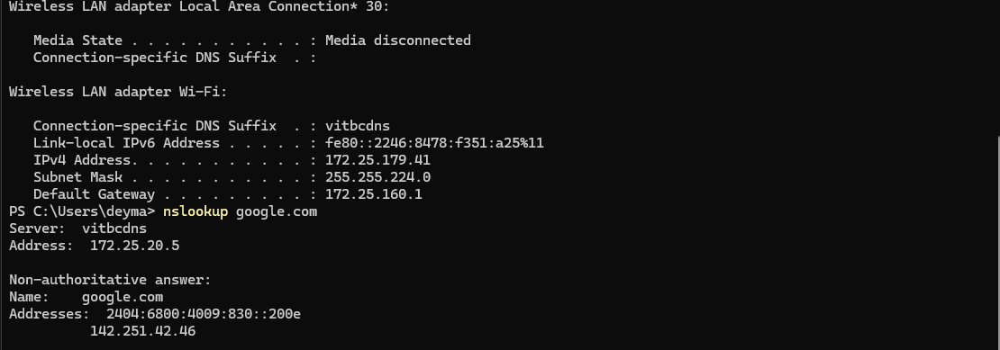 Wireless LAN adapter Local Area Connection* 30:
Media State . . . . . . . . . . . : Media disconnected
Connection-specific DNS Suffix  . :
Wireless LAN adapter Wi-Fi:
Connection-specific DNS Suffix  . : vitbcdns
Link-local IPv6 Address . . . . . : fe80::2246:8478:f351:a25%11
IPv4 Address. . . . . . . . . . . : 172.25.179.41
Subnet Mask . . . . . . . . . . . : 255.255.224.0
Default Gateway . . . . . . . . . : 172.25.160.1
PS C:\Users\deyma> nslookup google.com
Server:  vitbcdns
Address:  172.25.20.5
Non-authoritative answer:
Name:    google.com
Addresses:  2404:6800:4009:830::200e
142.251.42.46